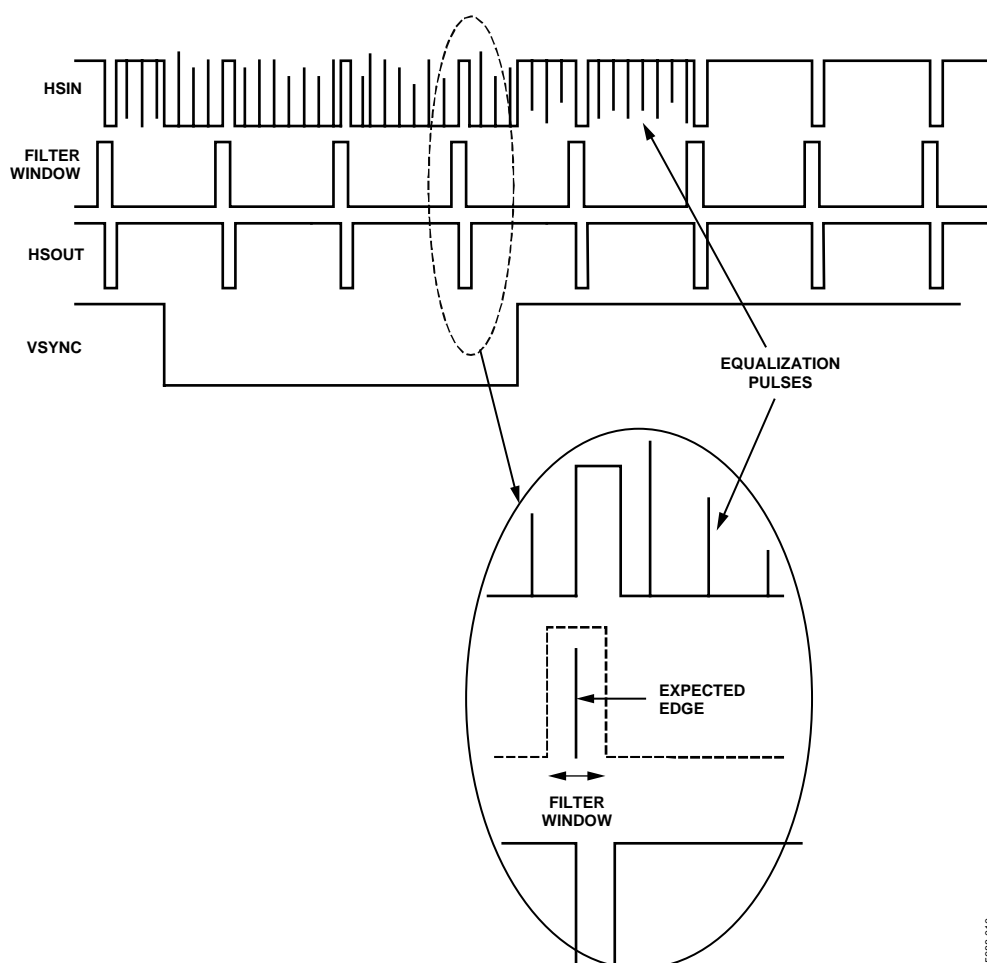 HSIN
FILTER
WINDOW
HSOUT
VSYNC
EQUALIZATION
PULSES
EXPECTED
EDGE
FILTER
WINDOW